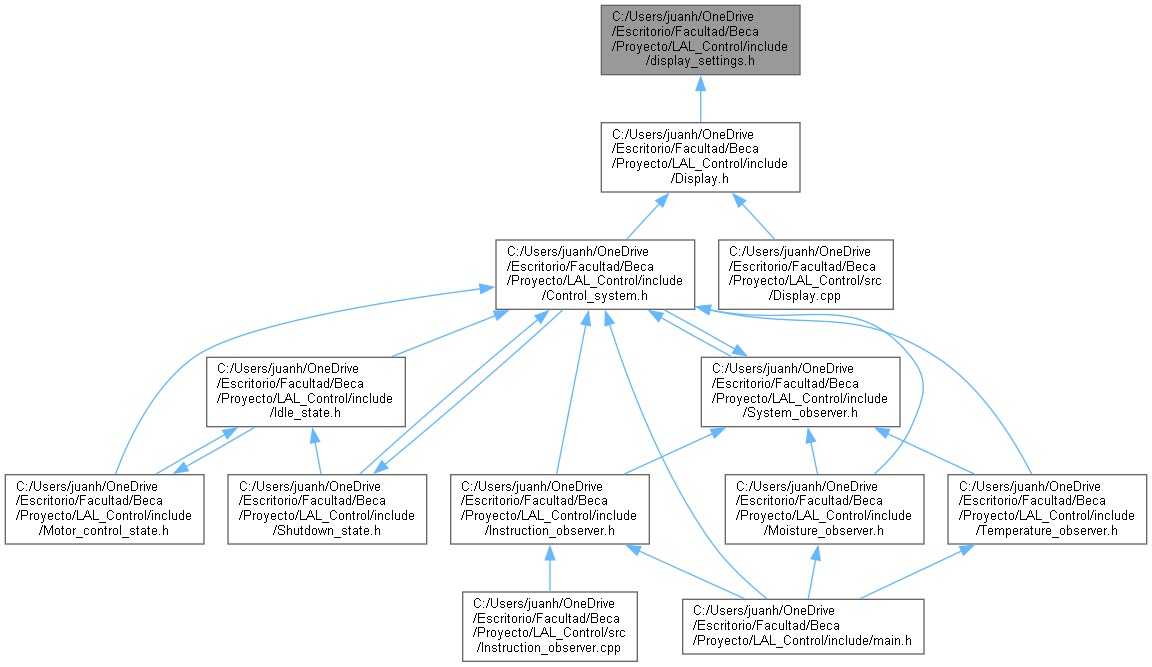 C:/Users/juanh/OneDrive
/Escritorio/Facultad/Beca
/Proyecto/LAL_Control/include
/display_settings.h
C:/Users/juanh/OneDrive
/Escritorio/Facultad/Beca
/Proyecto/LAL_Control/include
/Display.h
C:/Users/juanh/OneDrive
/Escritorio/Facultad/Beca
/Proyecto/LAL_Control/include
/Control_system.h
C:/Users/juanh/OneDrive
/Escritorio/Facultad/Beca
/Proyecto/LAL_Control/src
/Display.cpp
C:/Users/juanh/OneDrive
/Escritorio/Facultad/Beca
/Proyecto/LAL_Control/include
/Idle_state.h
C:/Users/juanh/OneDrive
/Escritorio/Facultad/Beca
/Proyecto/LAL_Control/include
/System_observer.h
C:/Users/juanh/OneDrive
/Escritorio/Facultad/Beca
/Proyecto/LAL_Control/include
/Motor_control_state.h
C:/Users/juanh/OneDrive
/Escritorio/Facultad/Beca
/Proyecto/LAL_Control/include
/Shutdown_state.h
C:/Users/juanh/OneDrive
/Escritorio/Facultad/Beca
/Proyecto/LAL_Control/include
/Instruction_observer.h
C:/Users/juanh/OneDrive
/Escritorio/Facultad/Beca
/Proyecto/LAL_Control/include
/Moisture_observer.h
C:/Users/juanh/OneDrive
/Escritorio/Facultad/Beca
/Proyecto/LAL_Control/include
/Temperature_observer.h
C:/Users/juanh/OneDrive
/Escritorio/Facultad/Beca
/Proyecto/LAL_Control/src
/Instruction_observer.cpp
C:/Users/juanh/OneDrive
/Escritorio/Facultad/Beca
/Proyecto/LAL_Control/include/main.h